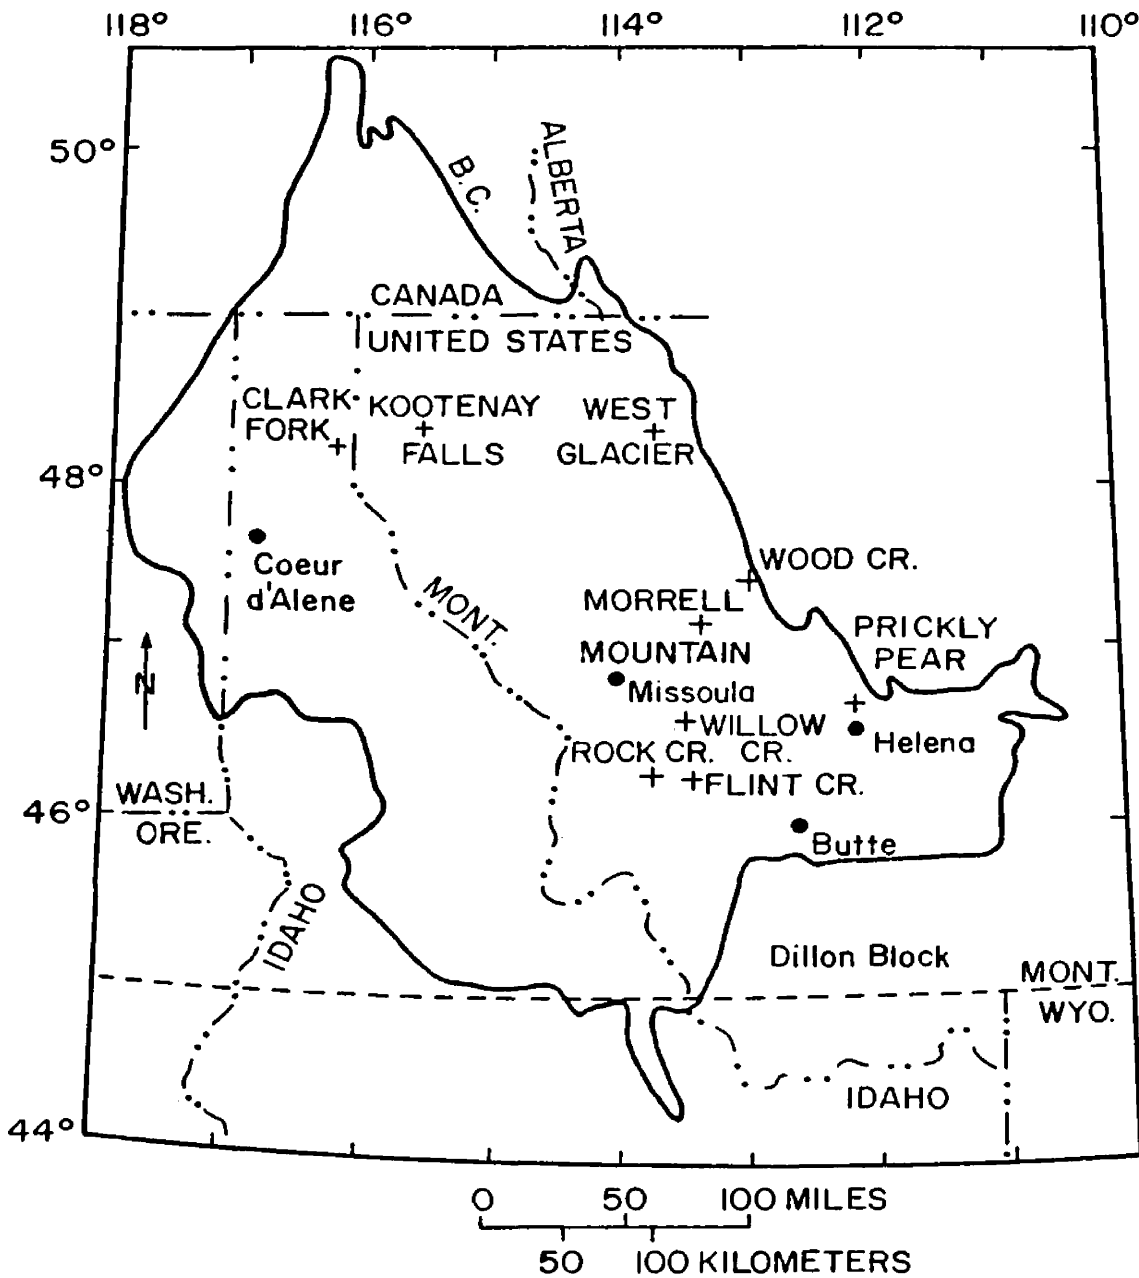 118° 116° 114° 112° 110°
50°
ALBERTA
B.C.
CANADA
UNITED STATES
CLARK
FORK
KOOTENAY
FALLS
WEST
GLACIER
48°
Coeur
d'Alene
MONT.
WOOD CR.
MORRELL
MOUNTAIN
PRICKLY
PEAR
N
Missoula
WILLOW
CR.
ROCK CR.
Helena
FLINT CR.
46°
WASH.
ORE.
Butte
IDAHO
Dillon Block
MONT.
WYO.
IDAHO
44°
0 50 100 MILES
50 100 KILOMETERS